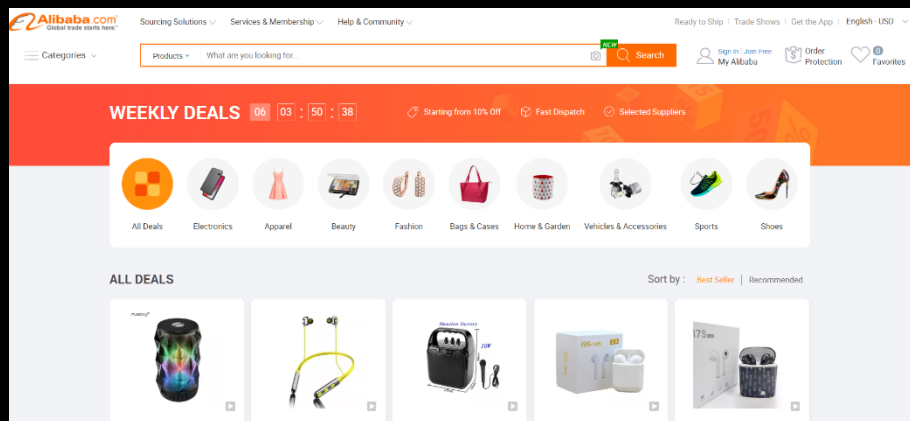 Alibaba.com
Global trade starts here.
Sourcing Solutions
Services & Membership
Help & Community
Ready to Ship
Trade Shows
Get the App
English - USD
Categories
Products
What are you looking for...
NEW
Search
Sign In
Join Free
My Alibaba
Order
Protection
0
Favorites
WEEKLY DEALS
06 03 : 50 : 38
Starting from 10% Off
Fast Dispatch
Selected Suppliers
All Deals
Electronics
Apparel
Beauty
Fashion
Bags & Cases
Home & Garden
Vehicles & Accessories
Sports
Shoes
ALL DEALS
Sort by :
Best Seller
Recommended